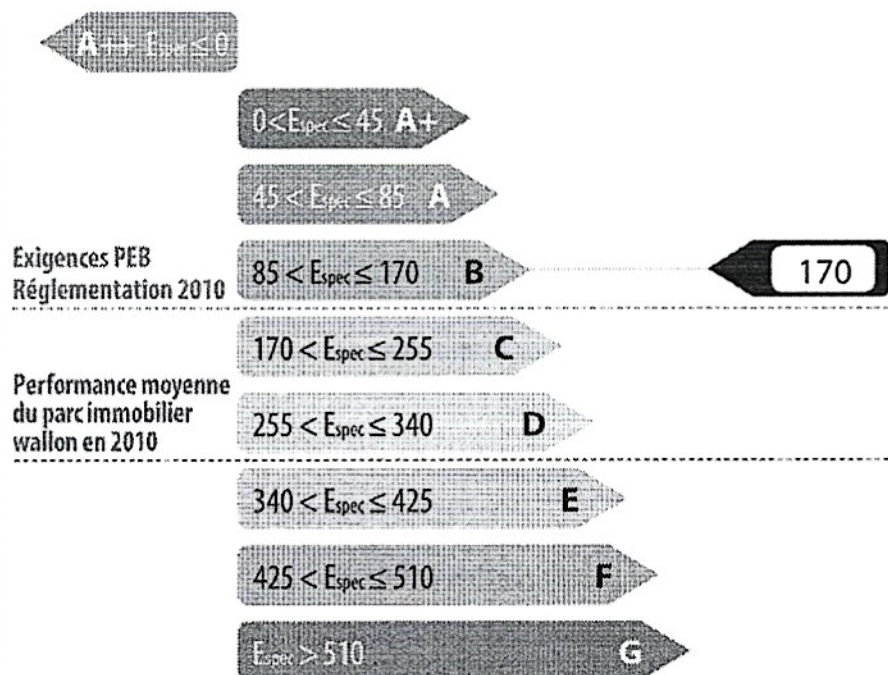 A++ Espec ≤ 0
0 < Espec ≤ 45 A+
45 < Espec ≤ 85 A
Exigences PEB
Réglementation 2010
85 < Espec ≤ 170 B
170
170 < Espec ≤ 255 C
Performance moyenne
du parc immobilier
wallon en 2010
255 < Espec ≤ 340 D
340 < Espec ≤ 425 E
425 < Espec ≤ 510 F
Espec > 510 G